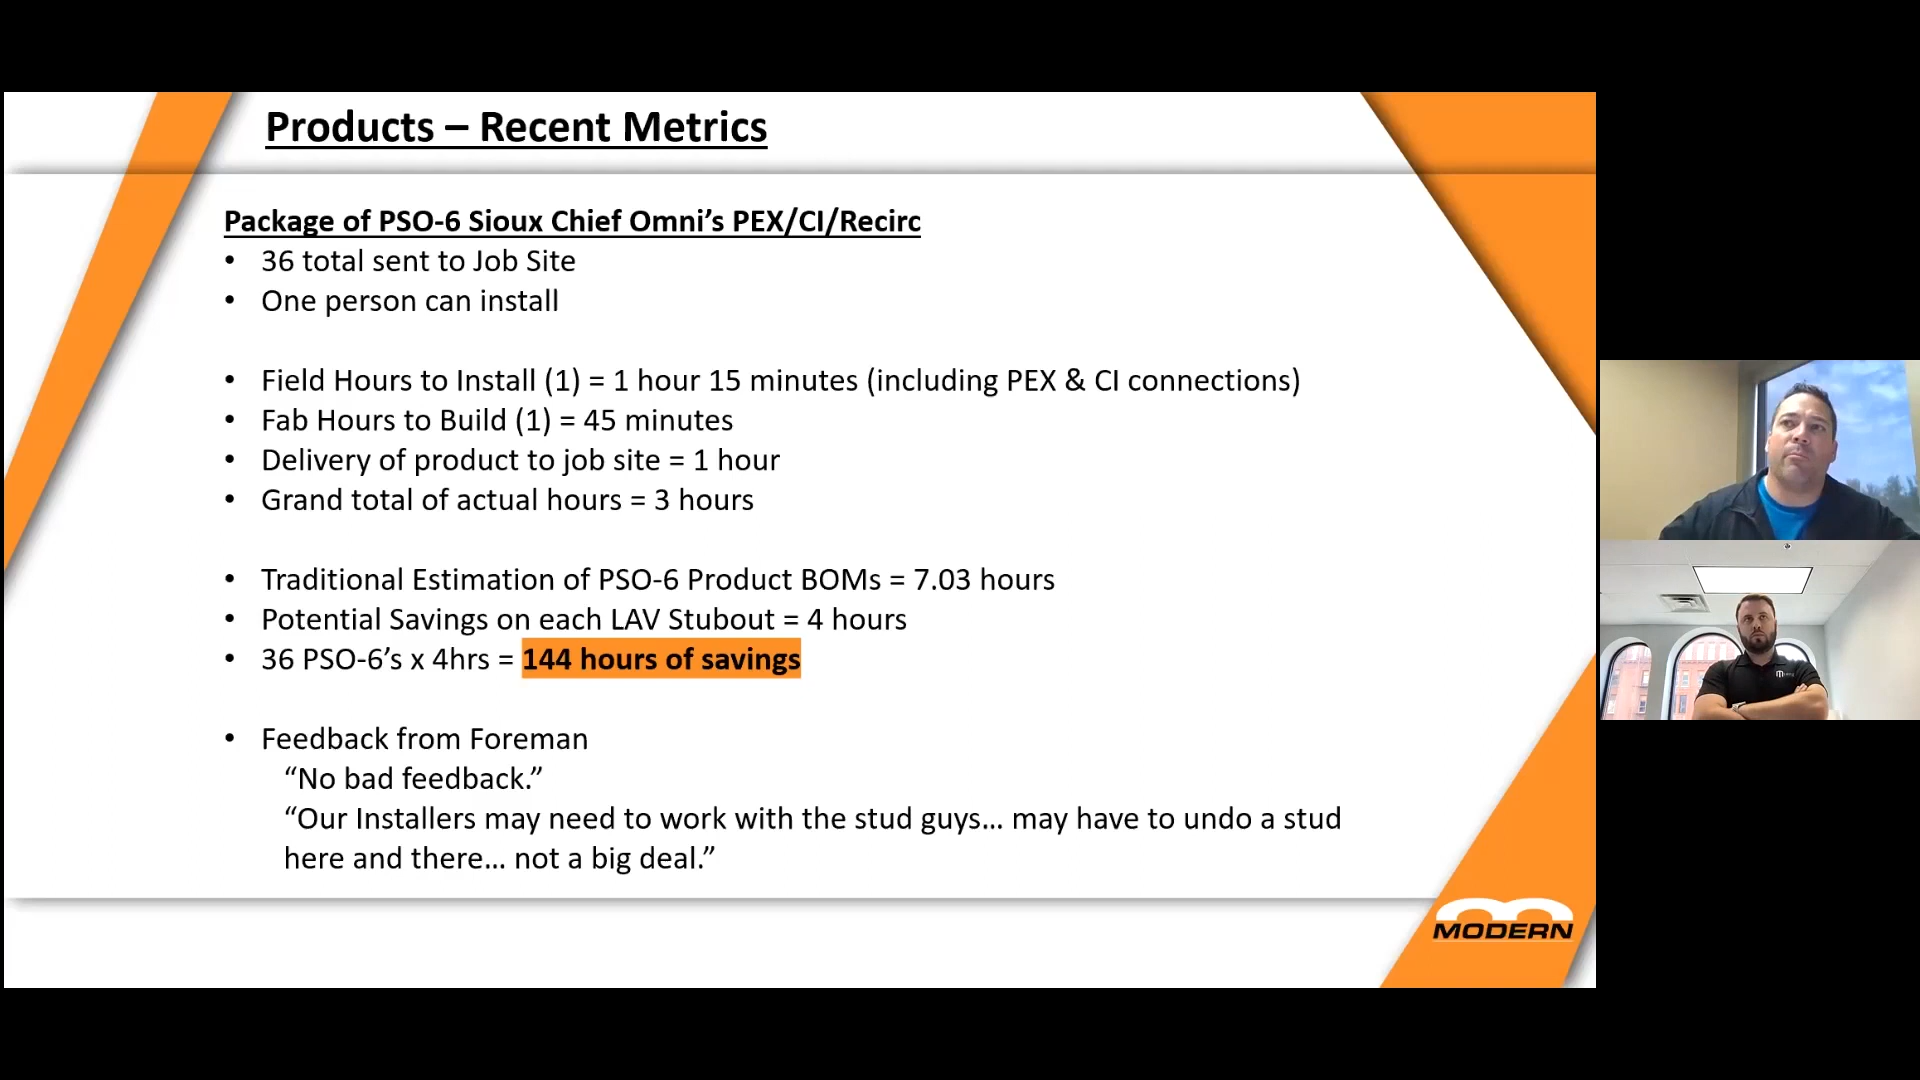 Products – Recent Metrics
Package of PSO-6 Sioux Chief Omni’s PEX/CI/Recirc
• 36 total sent to Job Site
• One person can install
• Field Hours to Install (1) = 1 hour 15 minutes (including PEX & CI connections)
• Fab Hours to Build (1) = 45 minutes
• Delivery of product to job site = 1 hour
• Grand total of actual hours = 3 hours
• Traditional Estimation of PSO-6 Product BOMs = 7.03 hours
• Potential Savings on each LAV Stubout = 4 hours
• 36 PSO-6’s x 4hrs = 144 hours of savings
• Feedback from Foreman
“No bad feedback.”
“Our Installers may need to work with the stud guys… may have to undo a stud
here and there… not a big deal.”
MODERN